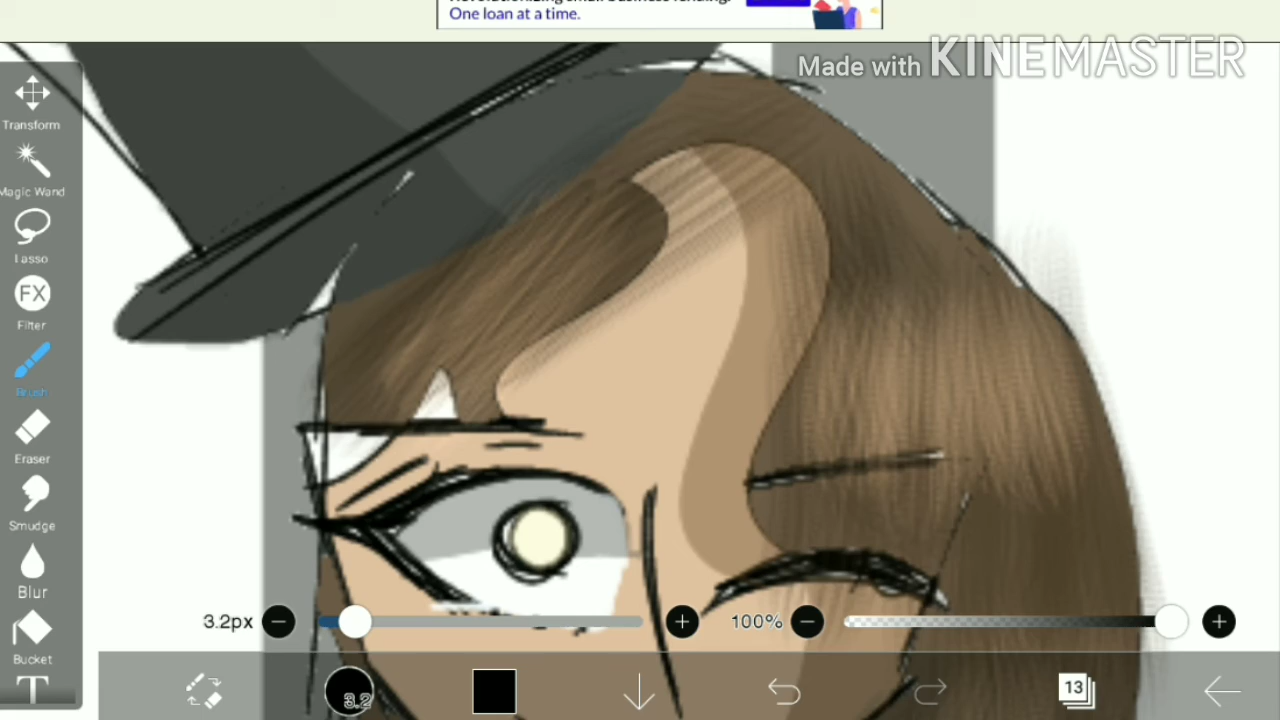 One loan at a time.
Made with KINEMASTER
Transform
Magic Wand
Lasso
FX
Filter
Brush
Eraser
Smudge
Blur
Bucket
T
3.2px
100%
3.2
13